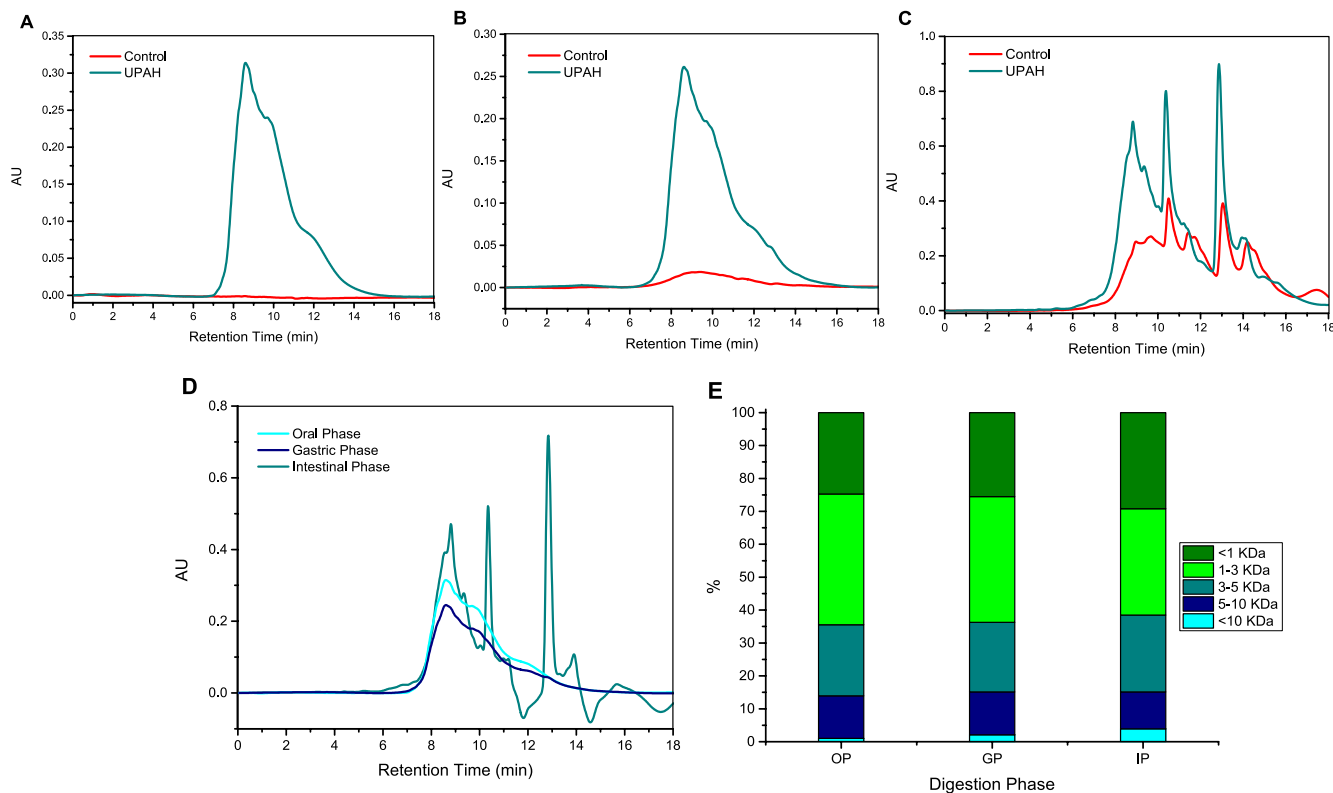 A
0.35
0.30
0.25
0.20
0.15
0.10
0.05
0.00
AU
Control
UPAH
0 2 4 6 8 10 12 14 16 18
Retention Time (min)
B
0.30
0.25
0.20
0.15
0.10
0.05
0.00
AU
Control
UPAH
0 2 4 6 8 10 12 14 16 18
Retention Time (min)
C
1.0
0.8
0.6
0.4
0.2
0.0
AU
Control
UPAH
0 2 4 6 8 10 12 14 16 18
Retention Time (min)
D
0.8
0.6
0.4
0.2
0.0
AU
Oral Phase
Gastric Phase
Intestinal Phase
0 2 4 6 8 10 12 14 16 18
Retention Time (min)
E
100
90
80
70
60
50
40
30
20
10
0
%
OP GP IP
Digestion Phase
<1 KDa
1-3 KDa
3-5 KDa
5-10 KDa
<10 KDa